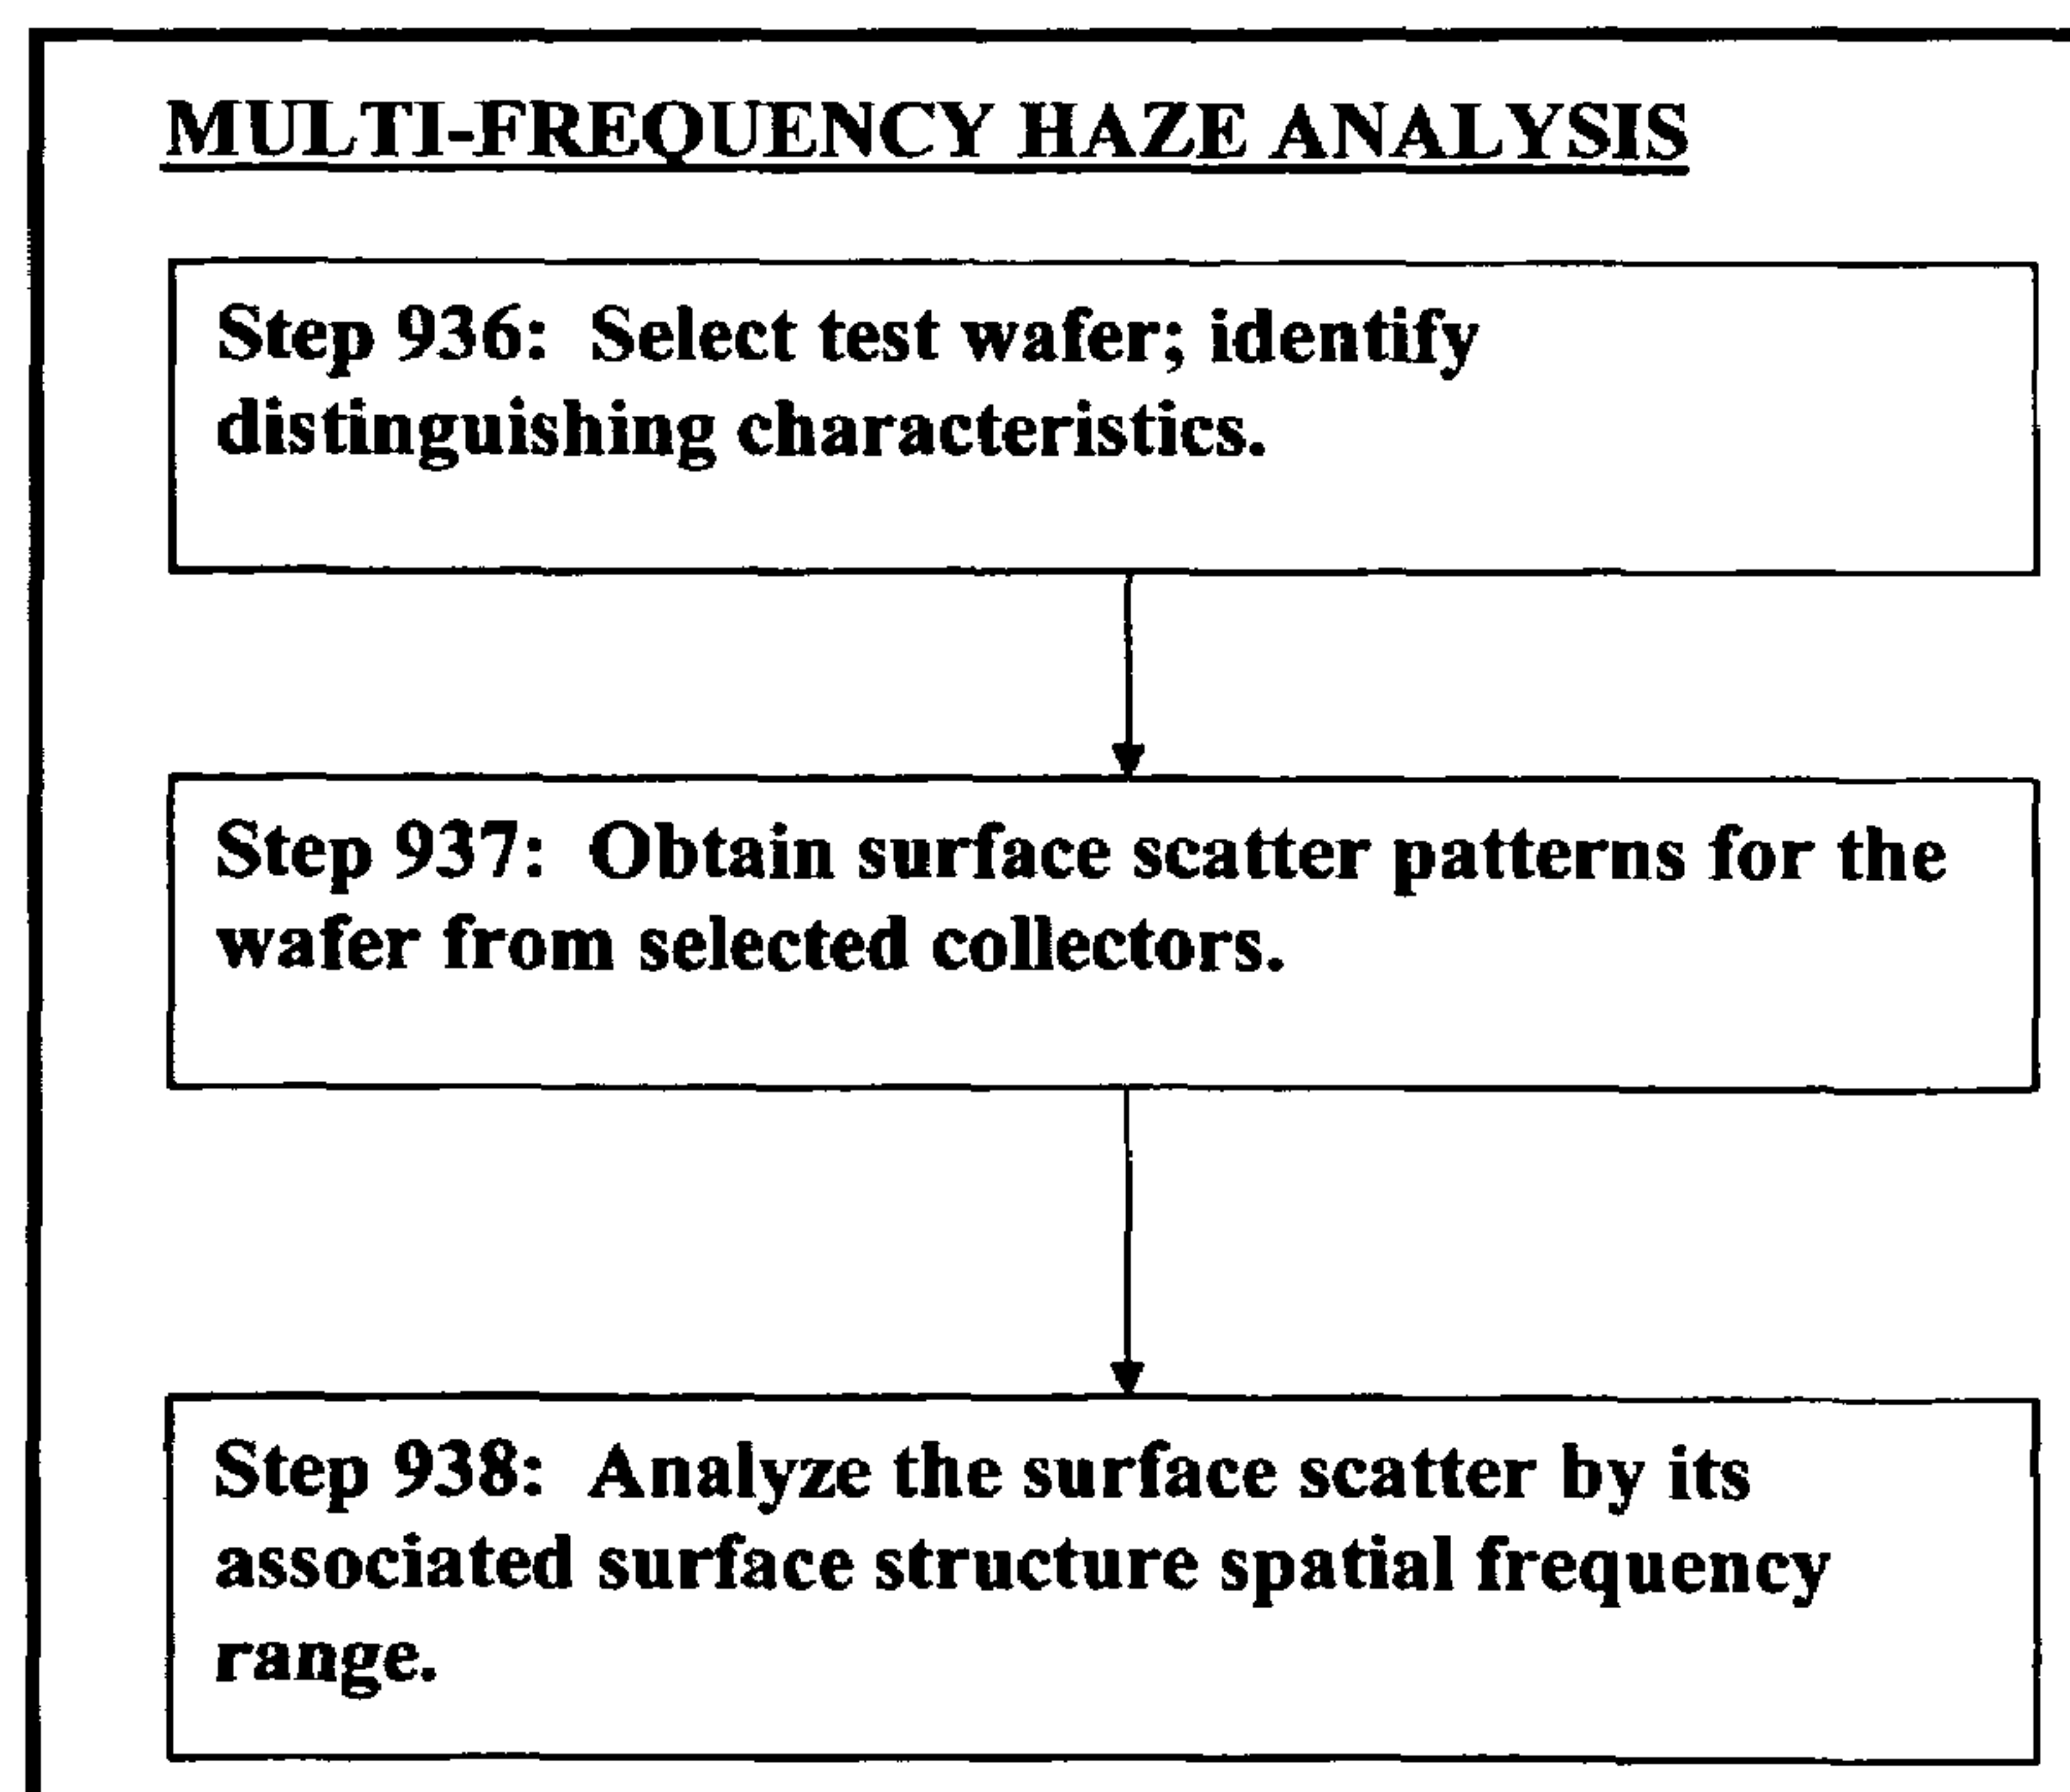 MULTI-FREQUENCY HAZE ANALYSIS
Step 936: Select test wafer; identify
distinguishing characteristics.
Step 937: Obtain surface scatter patterns for the
wafer from selected collectors.
Step 938: Analyze the surface scatter by its
associated surface structure spatial frequency
range.